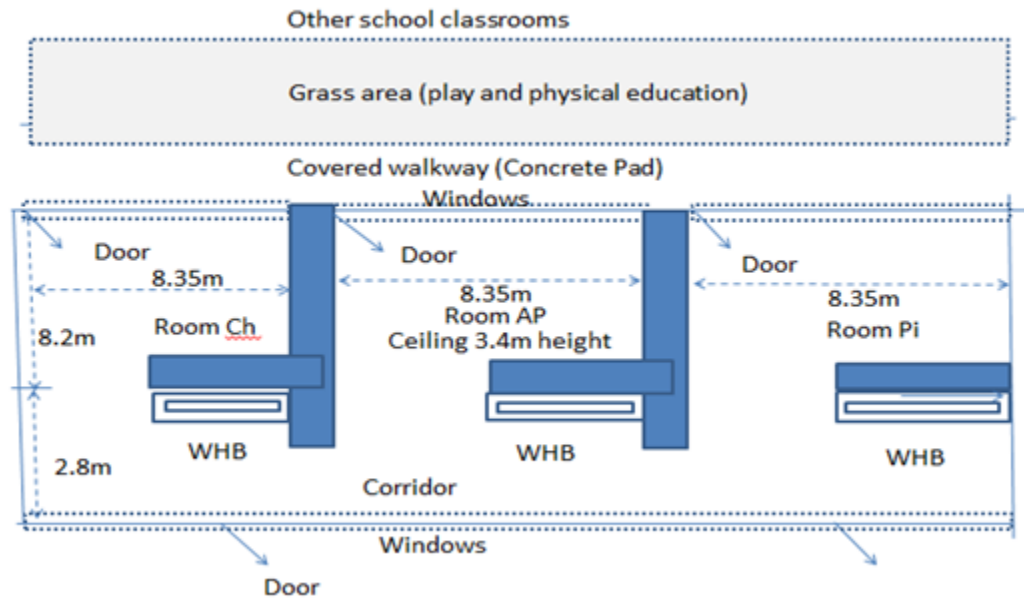 Other school classrooms
Grass area (play and physical education)
Covered walkway (Concrete Pad)
Windows
Door
Door
Door
8.35m
8.35m
8.35m
Room Ch
Room AP
Room Pi
Ceiling 3.4m height
8.2m
WHB
WHB
WHB
2.8m
Corridor
Windows
Door